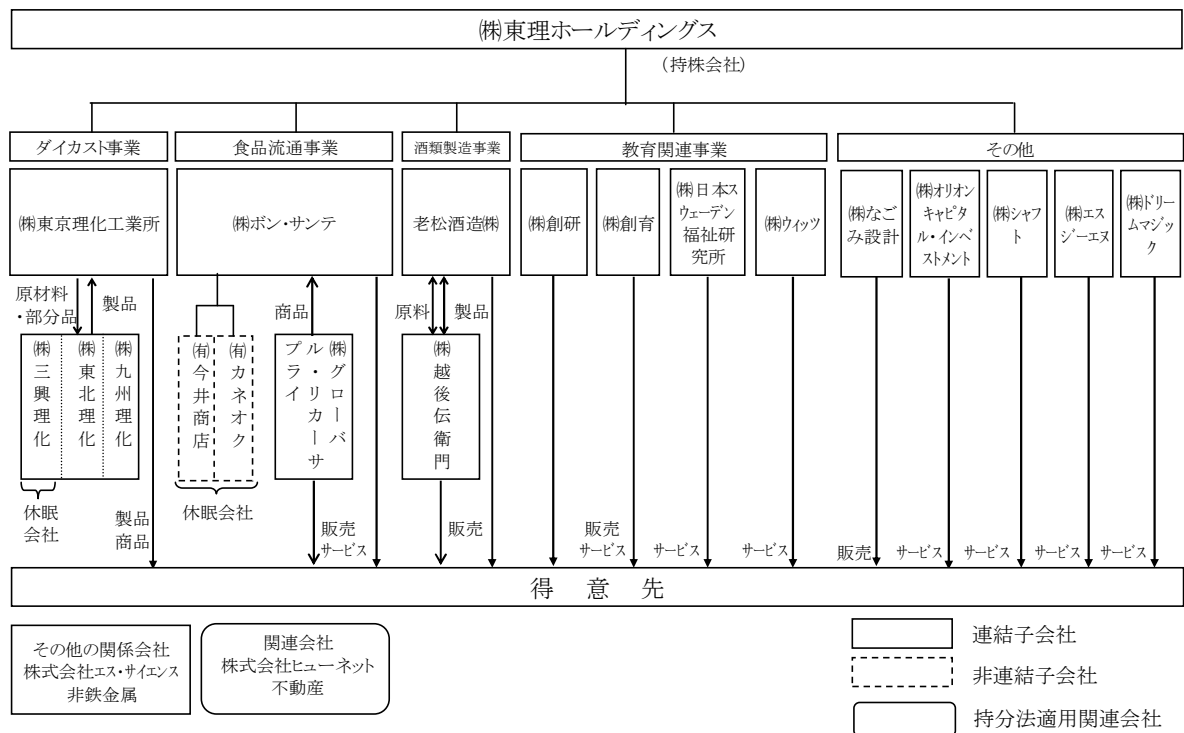 ㈱東理ホールディングス
(持株会社)
ダイカスト事業
食品流通事業
酒類製造事業
教育関連事業
その他
㈱東京理化工業所
㈱ボン・サンテ
老松酒造㈱
㈱創研
㈱創育
㈱日本ス
ウェーデン
福祉研
究所
㈱ウィッツ
㈱なご
み設計
㈱オリオン
キャピタ
ル・インベ
ストメント
㈱シャフ
ト
㈱エス
ジーエヌ
㈱ドリー
ムマジッ
ク
原材料
・部分品
製品
商品
原料
製品
㈱三興理化
㈱東北理化
㈱九州理化
㈲今井商店
㈲カネオク
㈱グローバ
ル・リカーサ
プライ
㈱越後伝衛門
休眠
会社
製品
商品
休眠会社
販売
サービス
販売
販売
サービス
サービス
サービス
販売
サービス
サービス
サービス
サービス
得 意 先
その他の関係会社
株式会社エス・サイエンス
非鉄金属
関連会社
株式会社ヒューネット
不動産
連結子会社
非連結子会社
持分法適用関連会社